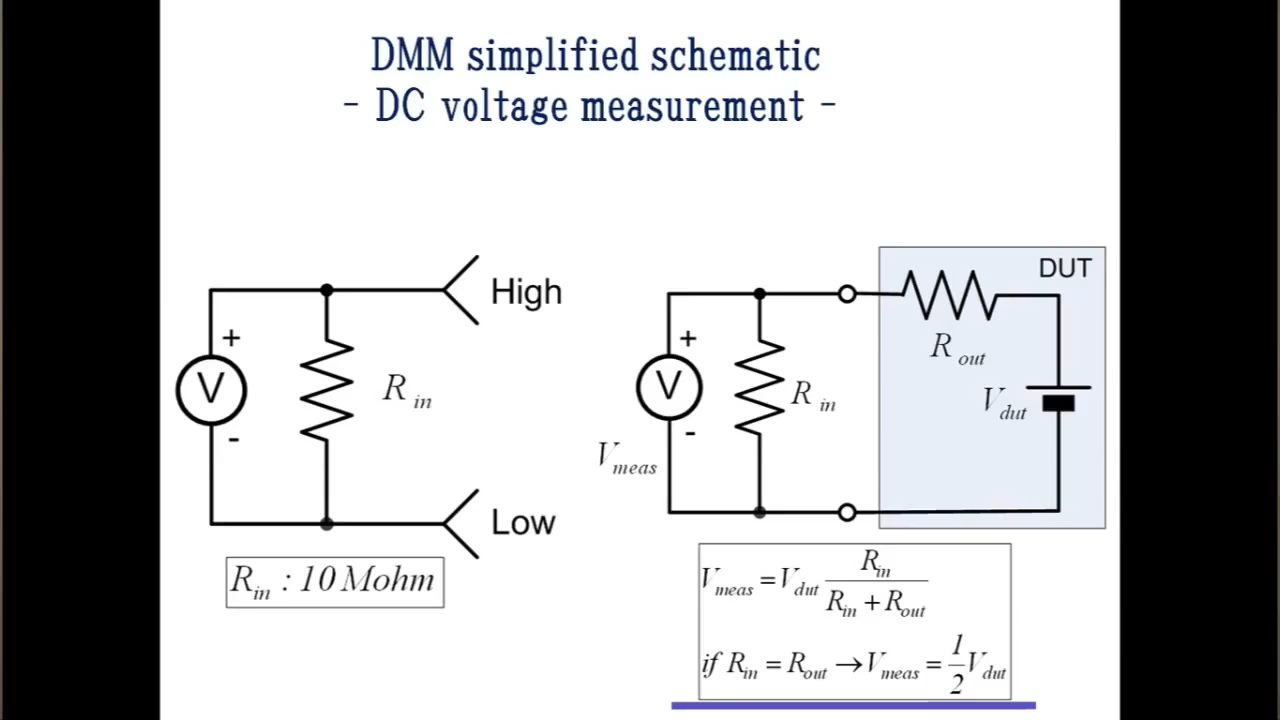 DMM simplified schematic
- DC voltage measurement -
High
+
V
-
R in
Low
R in : 10 Mohm
DUT
+
V
-
R in
R out
V dut
V meas
V meas = V dut R in / R in + R out
if R in = R out → V meas = 1/2 V dut